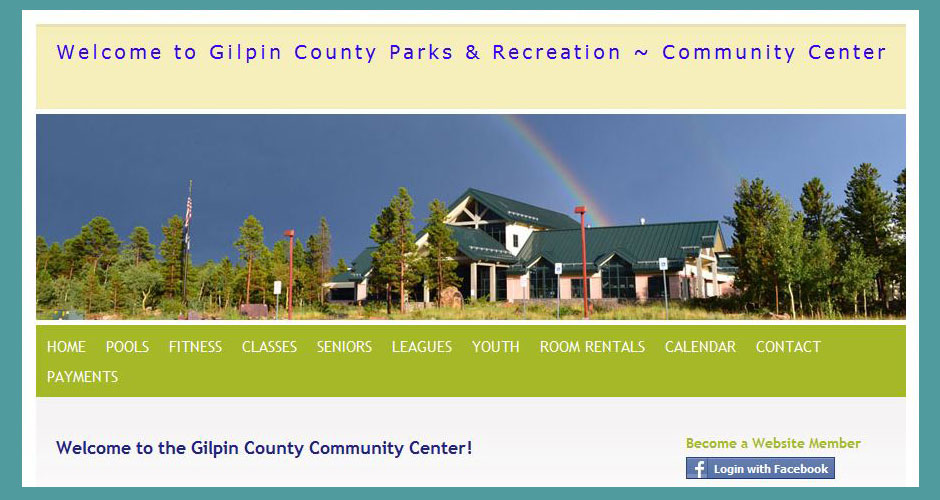 Welcome to Gilpin County Parks & Recreation ~ Community Center
HOME POOLS FITNESS CLASSES SENIORS LEAGUES YOUTH ROOM RENTALS CALENDAR CONTACT
PAYMENTS
Welcome to the Gilpin County Community Center!
Become a Website Member
f Login with Facebook